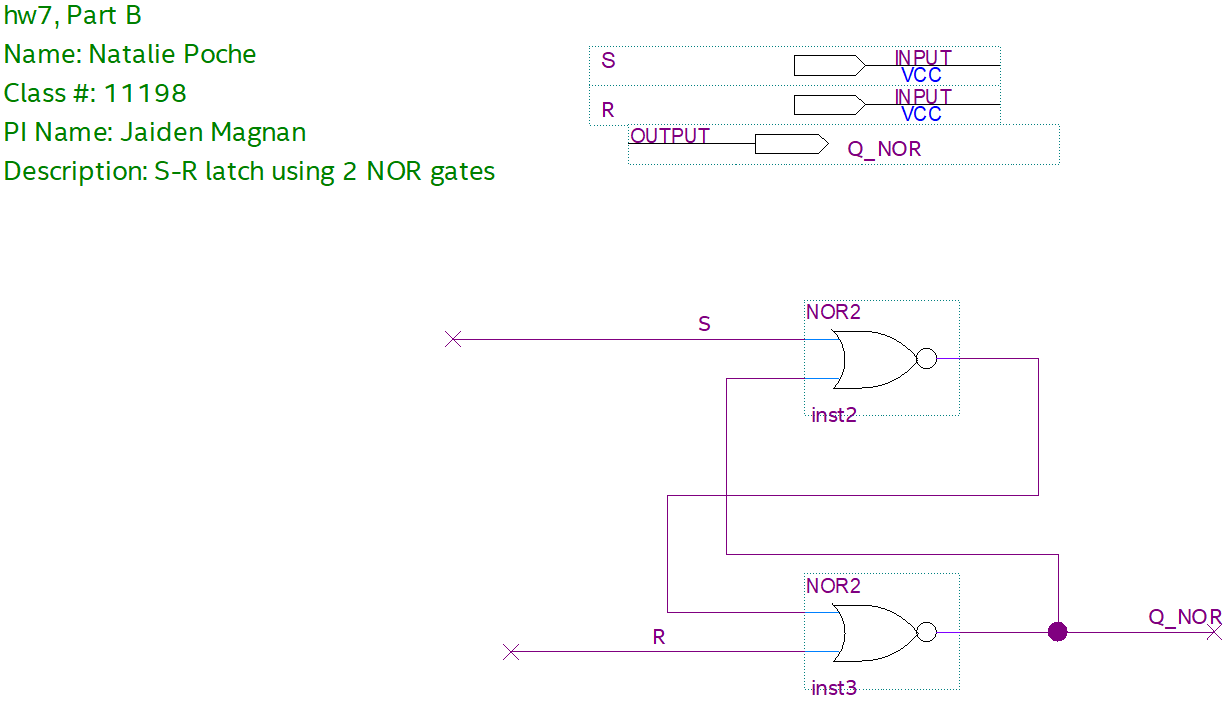 hw7, Part B
Name: Natalie Poche
Class #: 11198
PI Name: Jaiden Magnan
Description: S-R latch using 2 NOR gates
S
INPUT
VCC
R
INPUT
VCC
OUTPUT
Q_NOR
NOR2
S
inst2
NOR2
R
Q_NOR
inst3